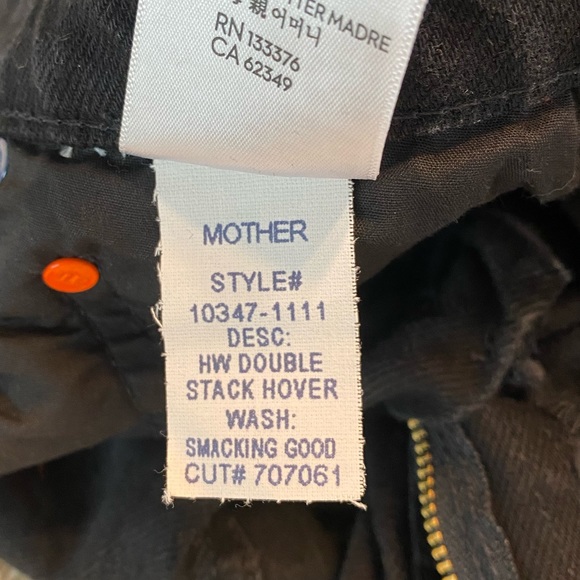 MADRE
親 어머니
RN 133376
CA 62349
MOTHER
STYLE#
10347-1111
DESC:
HW DOUBLE
STACK HOVER
WASH:
SMACKING GOOD
CUT# 707061